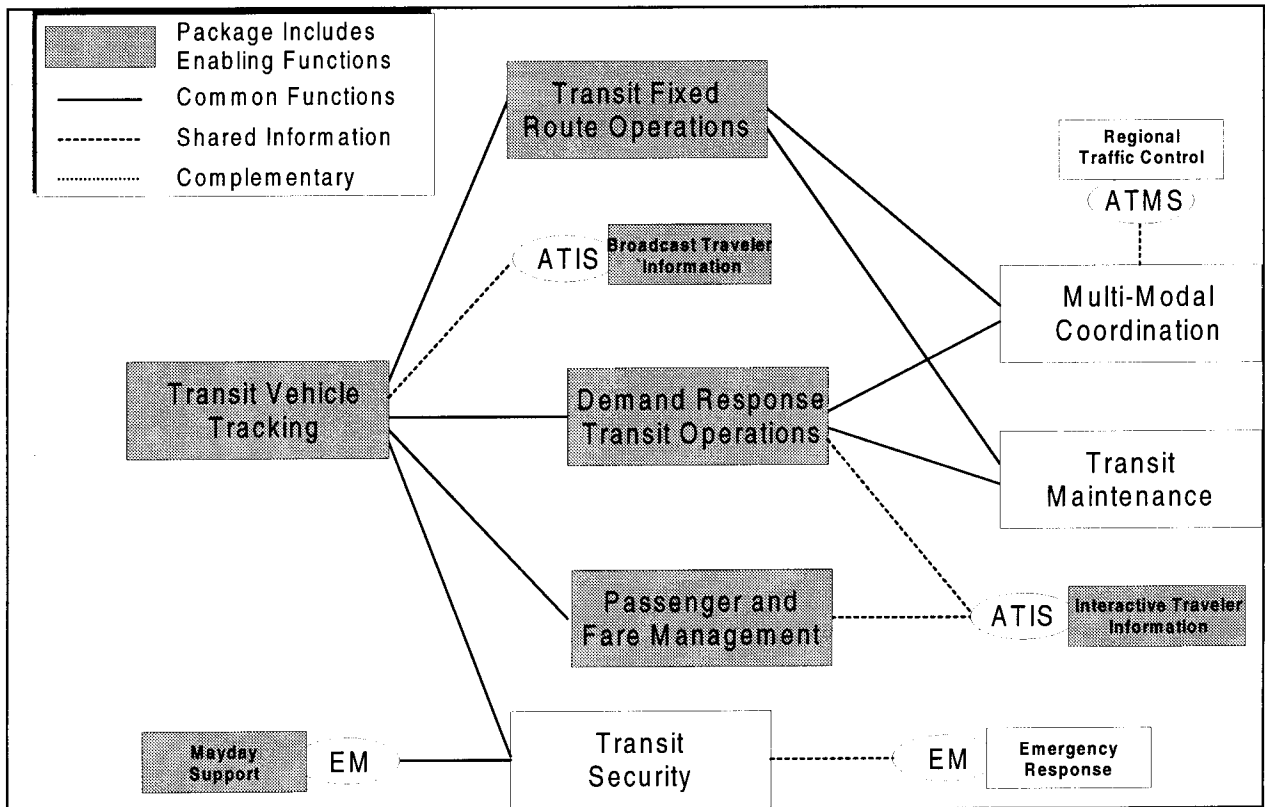 Package Includes
Enabling Functions
Common Functions
Shared Information
Complementary
Transit Fixed
Route Operations
Regional
Traffic Control
ATMS
ATIS
Broadcast Traveler
Information
Multi-Modal
Coordination
Transit Vehicle
Tracking
Demand Response
Transit Operations
Transit
Maintenance
Passenger and
Fare Management
ATIS
Interactive Traveler
Information
Mayday
Support
EM
Transit
Security
EM
Emergency
Response